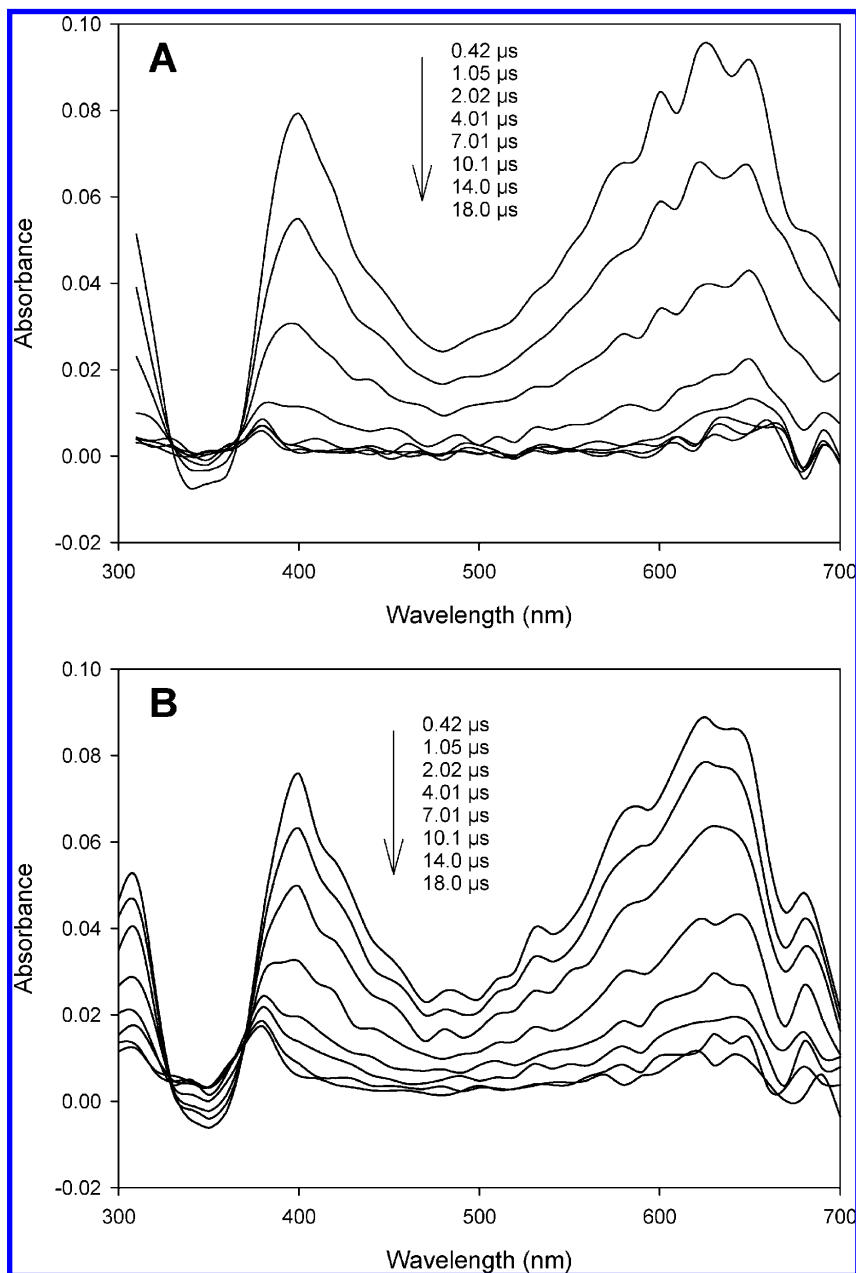 A
0.42 µs
1.05 µs
2.02 µs
4.01 µs
7.01 µs
10.1 µs
14.0 µs
18.0 µs
Absorbance
0.10
0.08
0.06
0.04
0.02
0.00
-0.02
300 400 500 600 700
Wavelength (nm)
B
0.42 µs
1.05 µs
2.02 µs
4.01 µs
7.01 µs
10.1 µs
14.0 µs
18.0 µs
Absorbance
0.10
0.08
0.06
0.04
0.02
0.00
-0.02
300 400 500 600 700
Wavelength (nm)